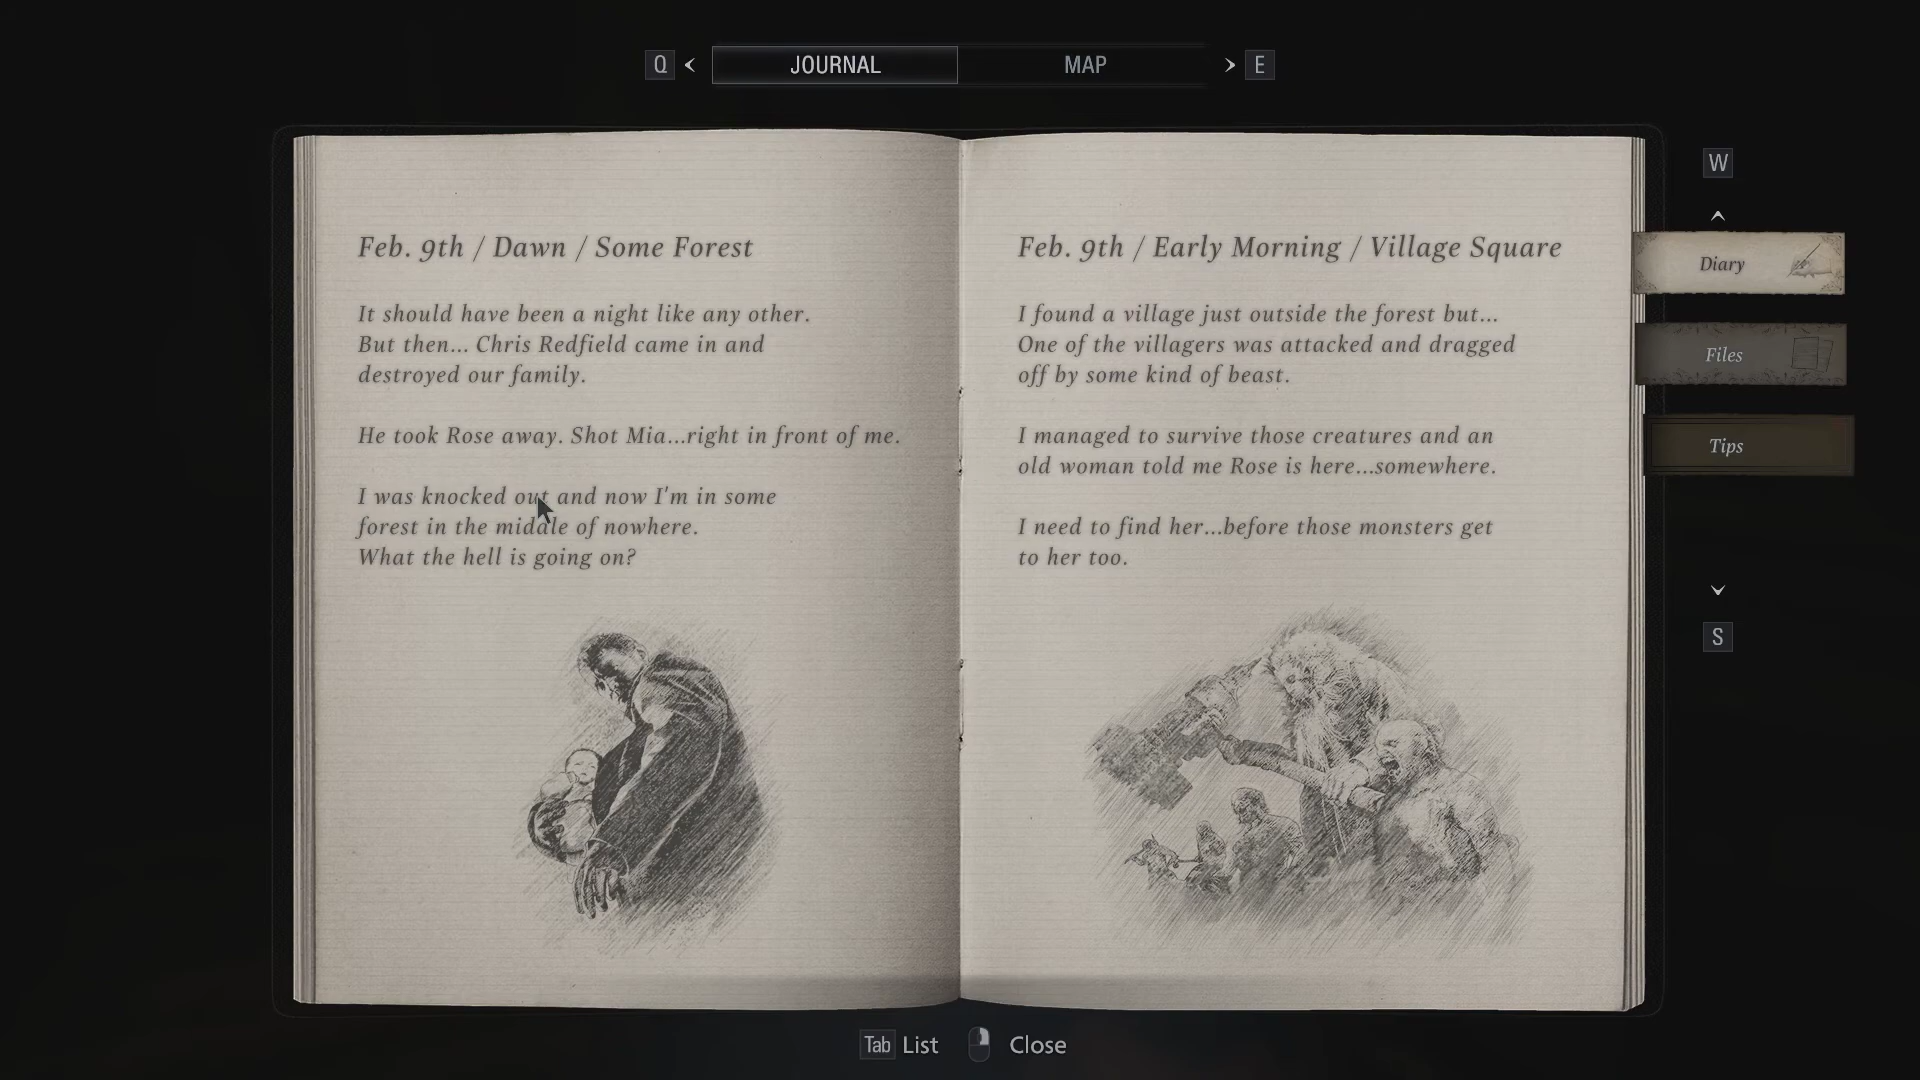 Q JOURNAL MAP E
Feb. 9th / Dawn / Some Forest
It should have been a night like any other.
But then... Chris Redfield came in and
destroyed our family.
He took Rose away. Shot Mia...right in front of me.
I was knocked out and now I'm in some
forest in the middle of nowhere.
What the hell is going on?
Feb. 9th / Early Morning / Village Square
I found a village just outside the forest but...
One of the villagers was attacked and dragged
off by some kind of beast.
I managed to survive those creatures and an
old woman told me Rose is here...somewhere.
I need to find her...before those monsters get
to her too.
W
Diary
Files
Tips
S
Tab List Close